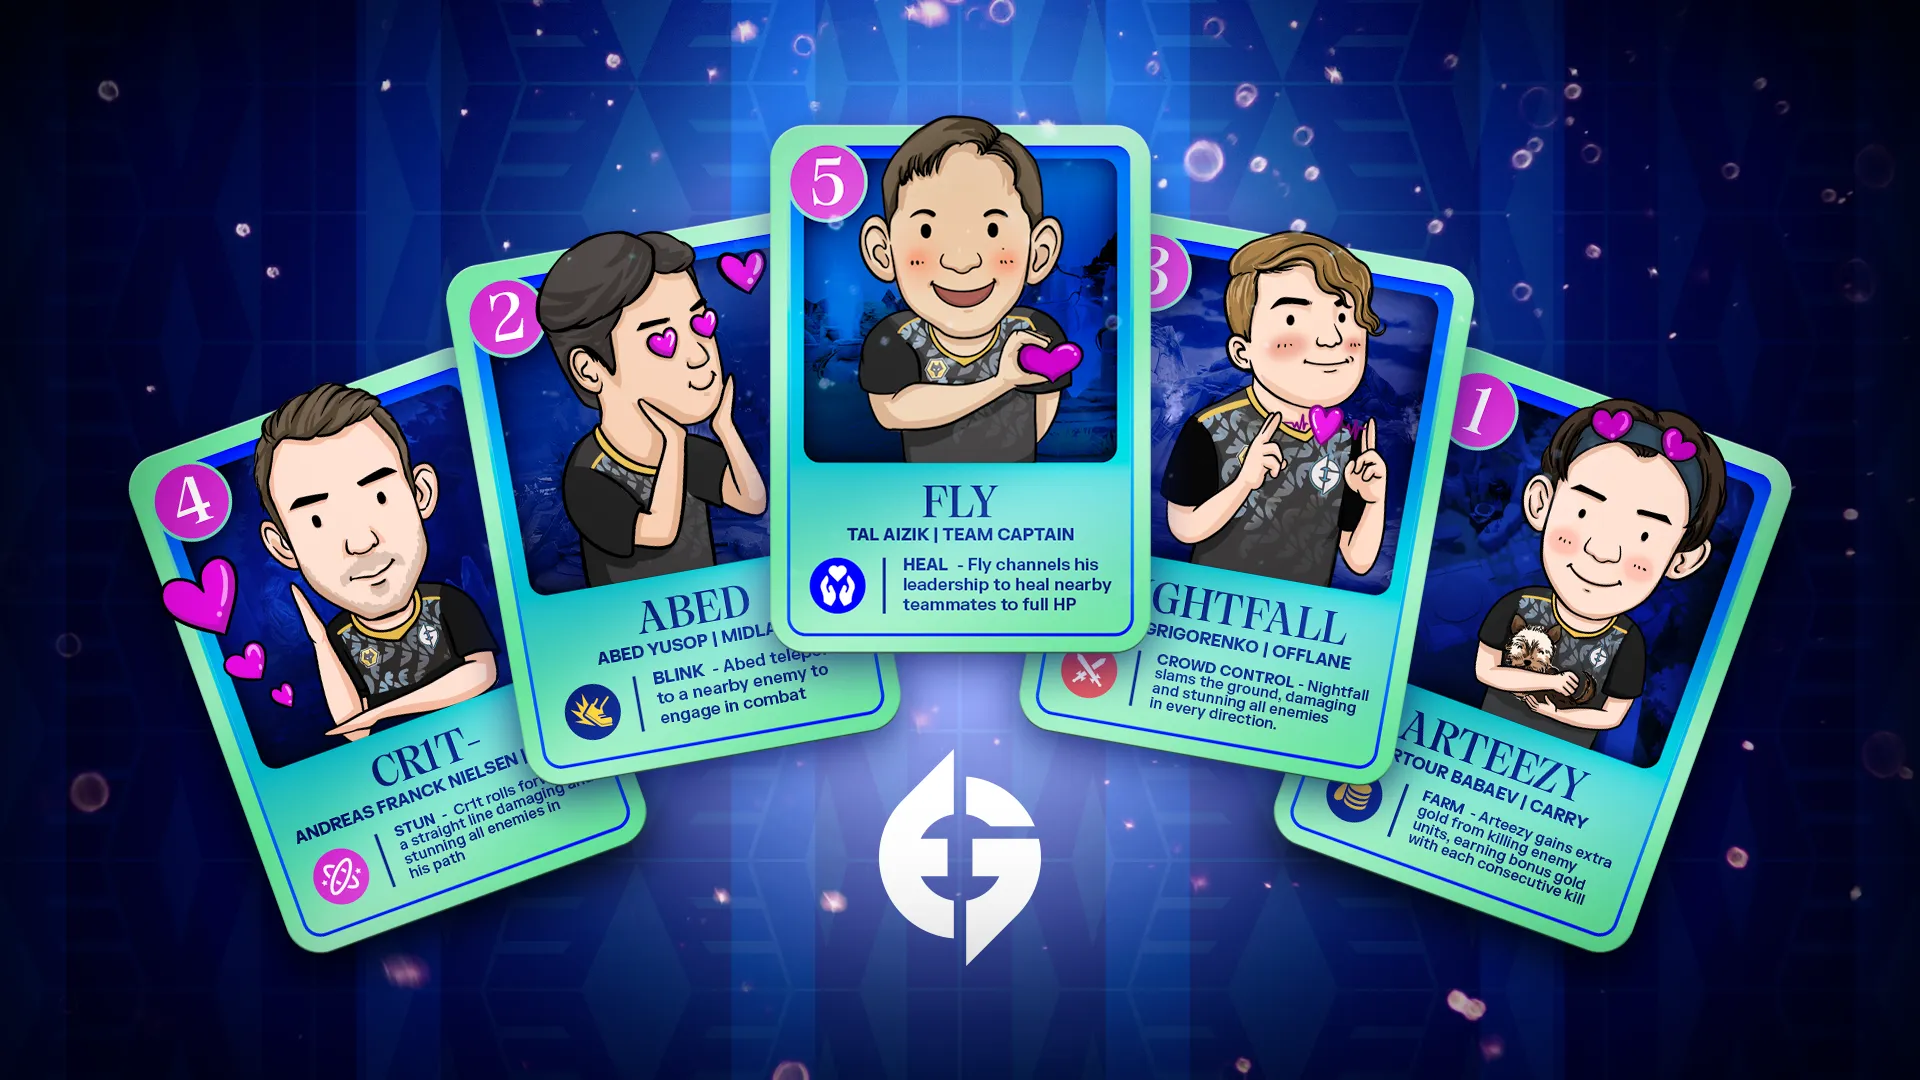 4
CR1T-
ANDREAS FRANCK NIELSEN |
STUN - Cr1t rolls
a straight line damaging
stunning all enemies in
his path
2
ABED
ABED YUSOP |
BLINK - Abed
to a nearby enemy to
engage in combat
5
FLY
TAL AIZIK | TEAM CAPTAIN
HEAL - Fly channels his
leadership to heal nearby
teammates to full HP
3
GHTFALL
GRIGORENKO | OFFLANE
CROWD CONTROL - Nightfall
slams the ground, damaging
and stunning all enemies
in every direction.
1
ARTEEZY
RTOUR BABAEV | CARRY
FARM - Arteezy gains extra
gold from killing enemy
units, earning bonus gold
with each consecutive kill